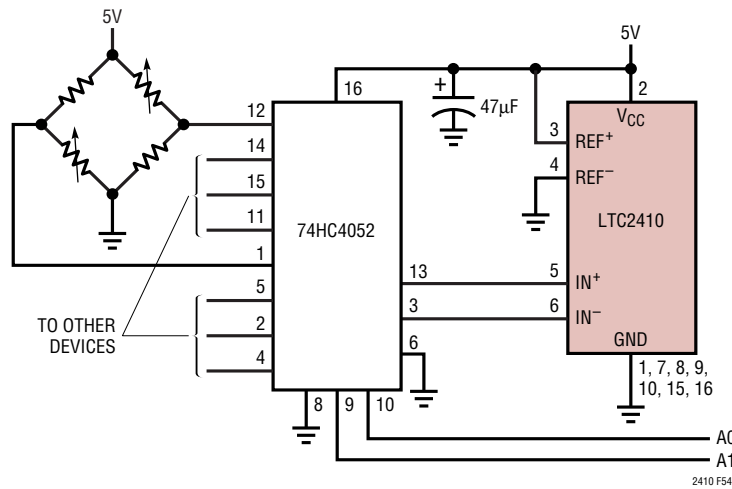 5V
5V
16
2
+
47µF
VCC
12
3
REF+
14
4
REF−
15
74HC4052
LTC2410
11
1
13
5
IN+
5
3
6
IN−
TO OTHER
DEVICES
2
6
GND
4
1, 7, 8, 9,
10, 15, 16
8
9
10
A0
A1
2410 F54